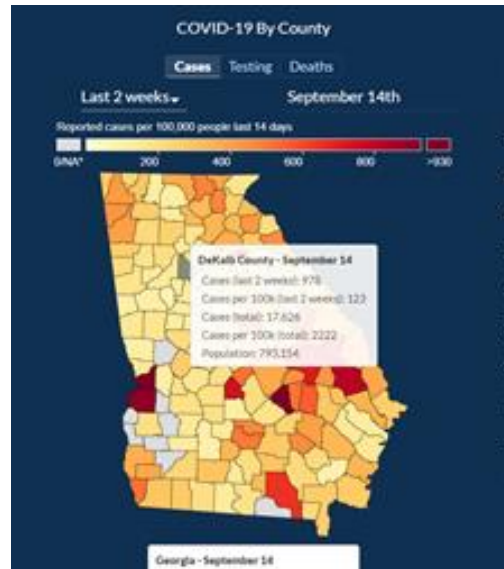 COVID-19 By County
Cases Testing Deaths
Last 2 weeks September 14th
Reported cases per 100,000 people last 14 days
0/NA* 200 400 600 800 >930
DeKalb County - September 14
Cases (last 2 weeks): 978
Cases per 100k (last 2 weeks): 123
Cases (total): 17,626
Cases per 100k (total): 2222
Population: 793,154
Georgia - September 14